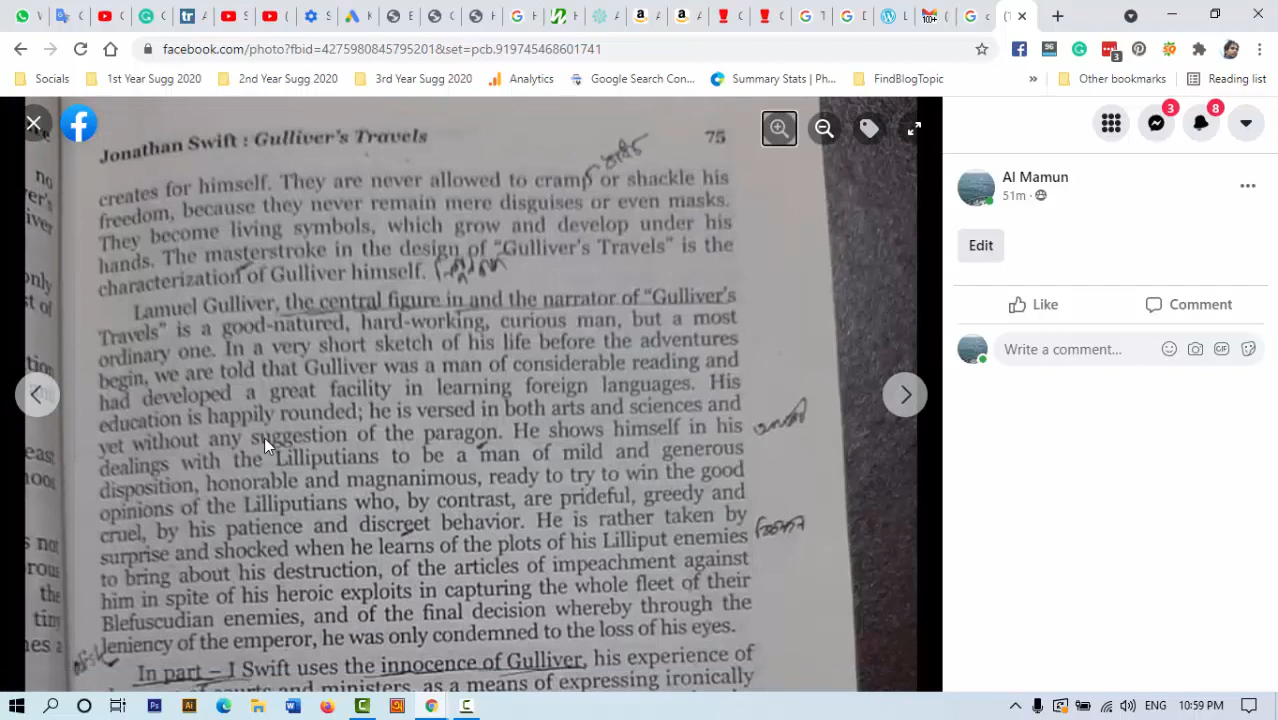 facebook.com/photo?fbid=4275980845795201&set=pcb.919745468601741
Socials 1st Year Sugg 2020 2nd Year Sugg 2020 3rd Year Sugg 2020 Analytics Google Search Con... Summary Stats | Ph... FindBlogTopic » Other bookmarks Reading list
Jonathan Swift : Gulliver's Travels 75
creates for himself. They are never allowed to cramp or shackle his
freedom, because they never remain mere disguises or even masks.
They become living symbols, which grow and develop under his
hands. The masterstroke in the design of "Gulliver's Travels" is the
characterization of Gulliver himself.
Lamuel Gulliver, the central figure in and the narrator of "Gulliver's
Travels" is a good-natured, hard-working, curious man, but a most
ordinary one. In a very short sketch of his life before the adventures
begin, we are told that Gulliver was a man of considerable reading and
had developed a great facility in learning foreign languages. His
education is happily rounded; he is versed in both arts and sciences and
yet without any suggestion of the paragon. He shows himself in his
dealings with the Lilliputians to be a man of mild and generous
disposition, honorable and magnanimous, ready to try to win the good
opinions of the Lilliputians who, by contrast, are prideful, greedy and
cruel, by his patience and discreet behavior. He is rather taken by
surprise and shocked when he learns of the plots of his Lilliput enemies
to bring about his destruction, of the articles of impeachment against
him in spite of his heroic exploits in capturing the whole fleet of their
Blefuscudian enemies, and of the final decision whereby through the
leniency of the emperor, he was only condemned to the loss of his eyes.
In part – I Swift uses the innocence of Gulliver, his experience of
courts and ministers, as a means of expressing ironically
3
8
Al Mamun
51m
Edit
Like Comment
Write a comment...
10:59 PM